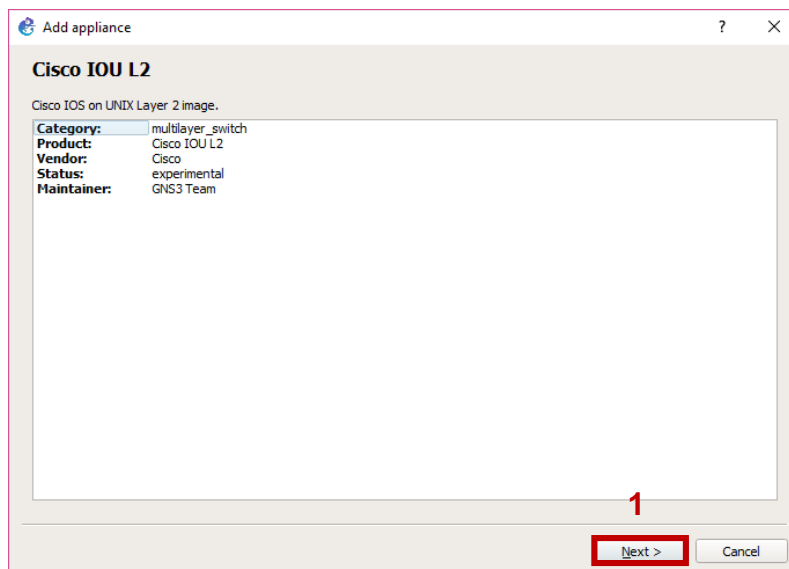 Add appliance
?
Cisco IOU L2
Cisco IOS on UNIX Layer 2 image.
Category: multilayer_switch
Product: Cisco IOU L2
Vendor: Cisco
Status: experimental
Maintainer: GNS3 Team
1
Next > Cancel